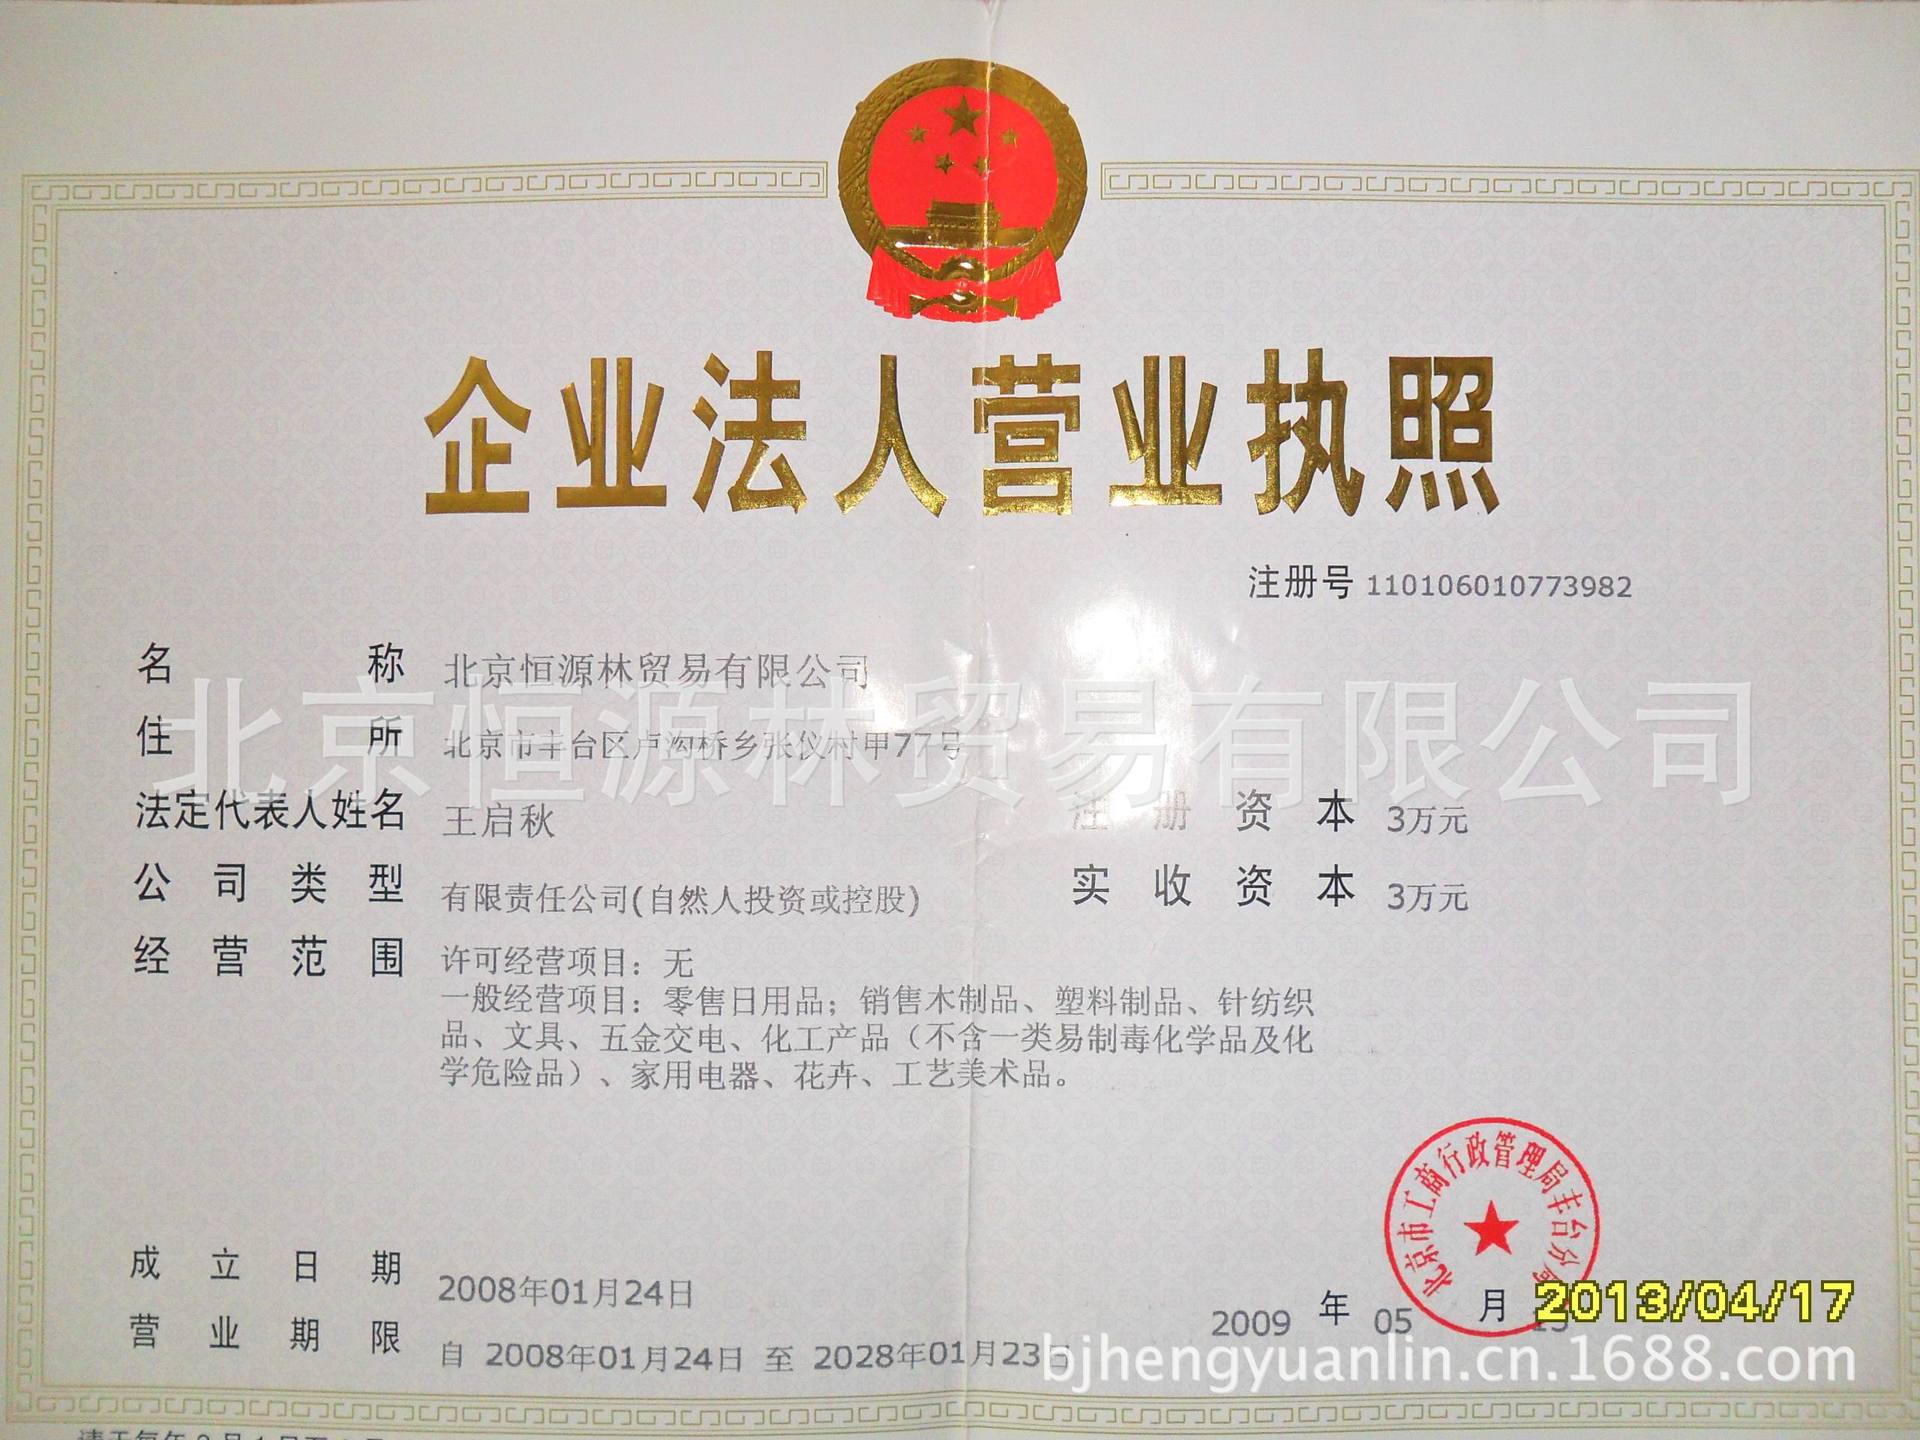 企业法人营业执照
注册号 110106010773982
名称 北京恒源林贸易有限公司
北京恒源林贸易有限公司
住所 北京市丰台区卢沟桥乡张仪村甲77号
法定代表人姓名 王启秋
注册资本 3万元
公司类型 有限责任公司(自然人投资或控股)
实收资本 3万元
经营范围 许可经营项目：无
一般经营项目：零售日用品；销售木制品、塑料制品、针纺织
品、文具、五金交电、化工产品（不含一类易制毒化学品及化
学危险品）、家用电器、花卉、工艺美术品。
北京市工商行政管理局丰台分局
成立日期 2008年01月24日
2009 年 05 月
2013/04/17
营业期限 自 2008年01月24日 至 2028年01月23日
bjhengyuanlin.cn.1688.com